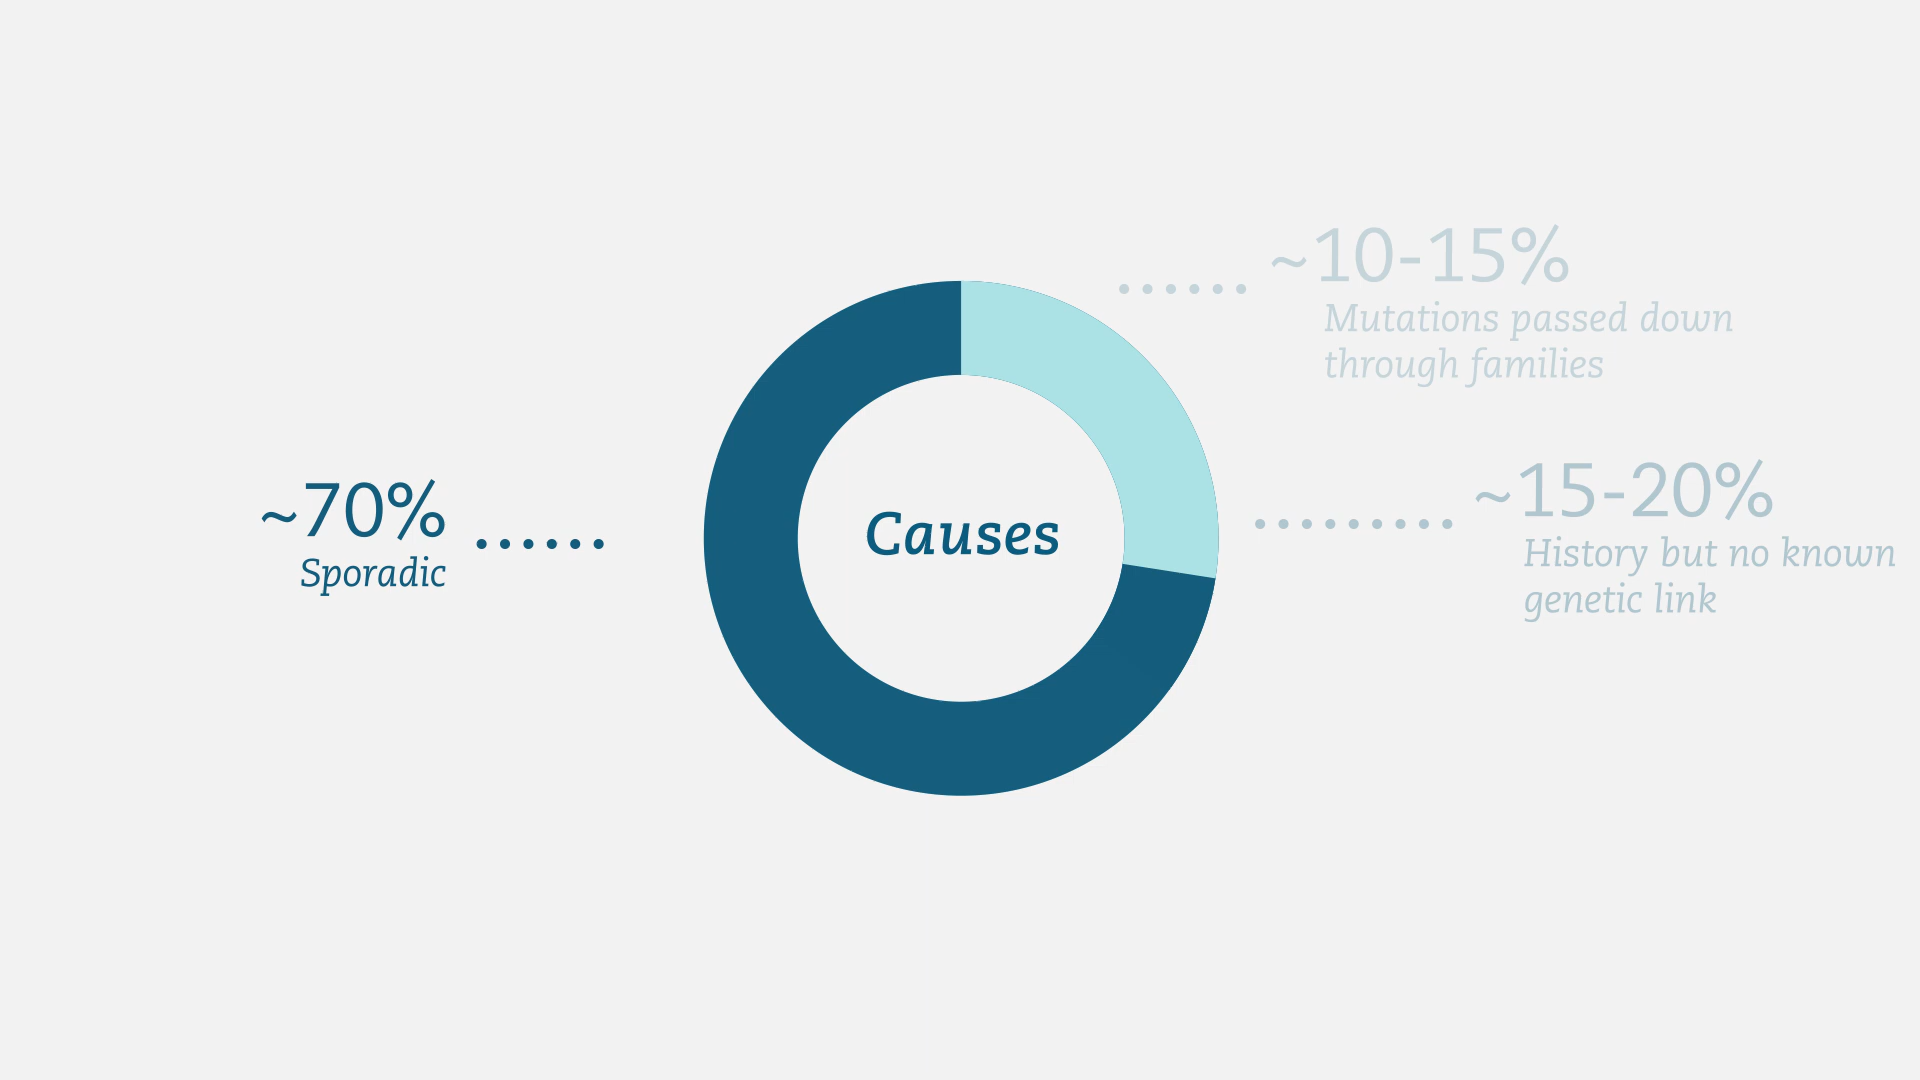 ~10-15%
Mutations passed down
through families
~70%
Sporadic
Causes
~15-20%
History but no known
genetic link